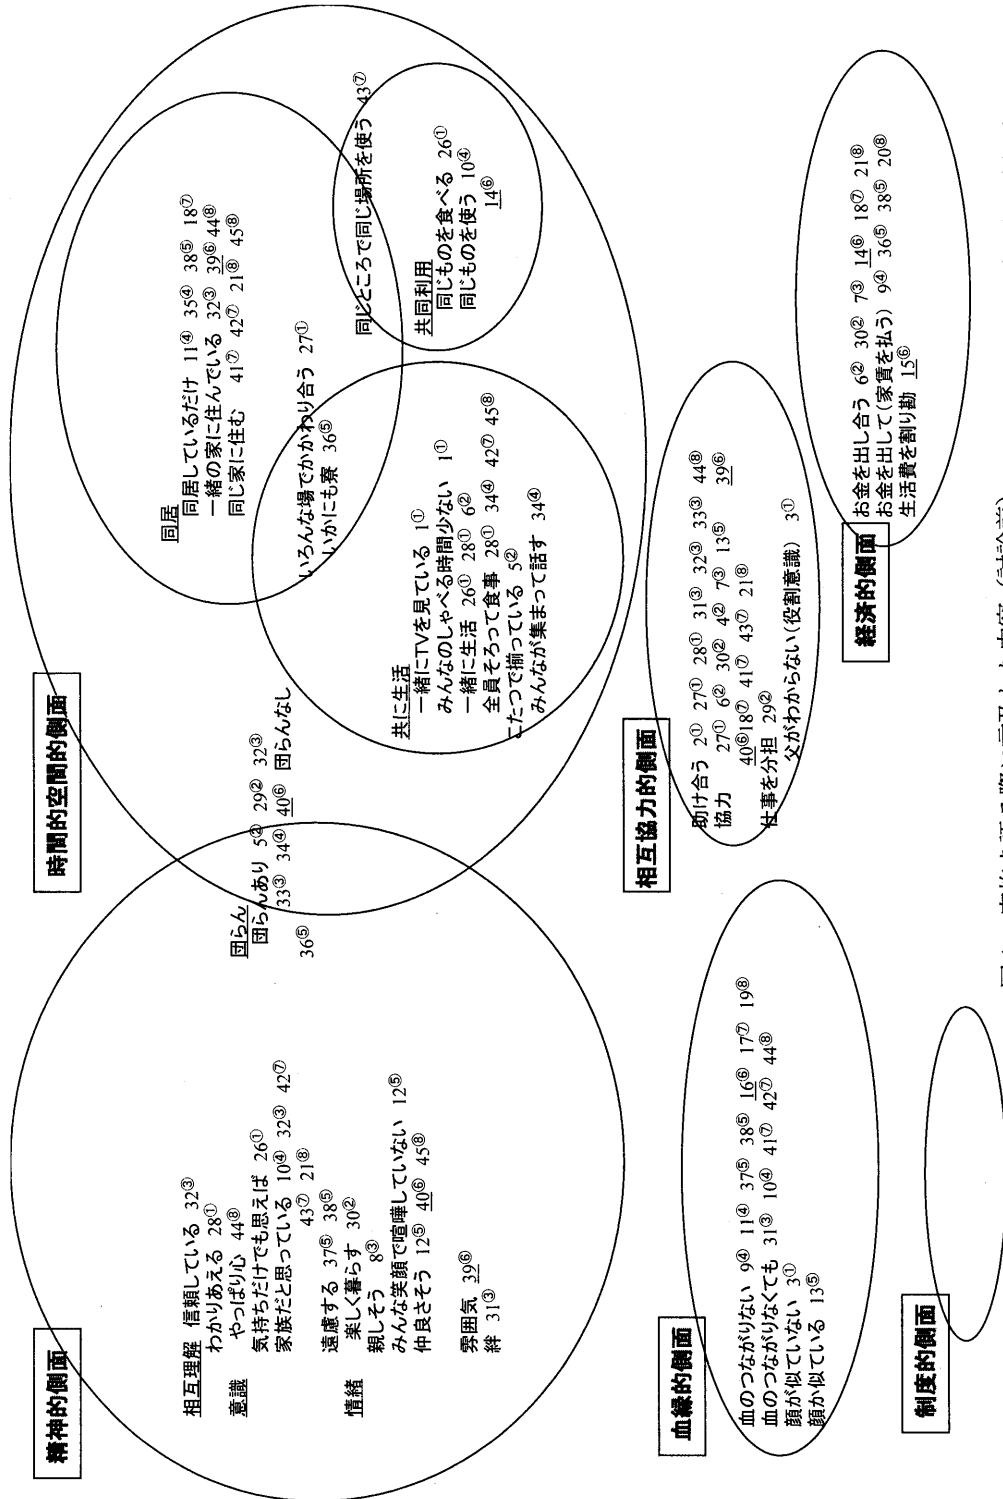 精神的側面
相互理解 信頼している 32③
わかりあえる 28①
意識 やっぱり心 44⑧
気持ちだけでも思えば 26①
家族だと思っている 10④ 32③ 42⑦
43⑦ 21⑧
遠慮する 37⑤ 38⑤
情緒 楽しく暮らす 30②
親しそう 8③
みんな笑顔で喧嘩していない 12⑤
仲良さそう 12⑤ 40⑥ 45⑧
雰囲気 39⑥
絆 31③
団らん
団らんあり 5② 29② 32③
33③ 34④ 40⑥ 団らんなし
36⑤
時間的空間的側面
同居
同居しているだけ 11④ 35④ 38⑤ 18⑦
一緒の家に住んでいる 32③ 39⑥ 44⑧
同じ家に住む 41⑦ 42⑦ 21⑧ 45⑧
いろんな場でかかわり合う 27①
いかにも寮 36⑤
同じところで同じ場所を使う 43⑦
共同利用
同じものを食べる 26①
同じものを使う 10④
14⑥
共に生活
一緒にTVを見ている 1①
みんなのしゃべる時間少ない 1①
一緒に生活 26① 28① 6②
全員そろって食事 28① 34④ 42⑦ 45⑧
こたつで揃っている 5②
みんなが集まって話す 34④
血縁的側面
血のつながりない 9④ 11④ 37⑤ 38⑤ 16⑥ 17⑦ 19⑧
血のつながりなくても 31③ 10④ 41⑦ 42⑦ 44⑧
顔が似ていない 3①
顔か似ている 13⑤
相互協力的側面
助け合う 2① 27① 28① 31③ 32③ 33③ 44⑧
協力 27① 6② 30② 4② 7③ 13⑤ 39⑥
40⑥18⑦ 41⑦ 43⑦ 21⑧
仕事を分担 29②
父がわからない(役割意識) 3①
経済的側面
お金を出し合う 6② 30② 7③ 14⑥ 18⑦ 21⑧
お金を出して(家賃を払う) 9④ 36⑤ 38⑤ 20⑧
生活費を割り勘 15⑥
制度的側面